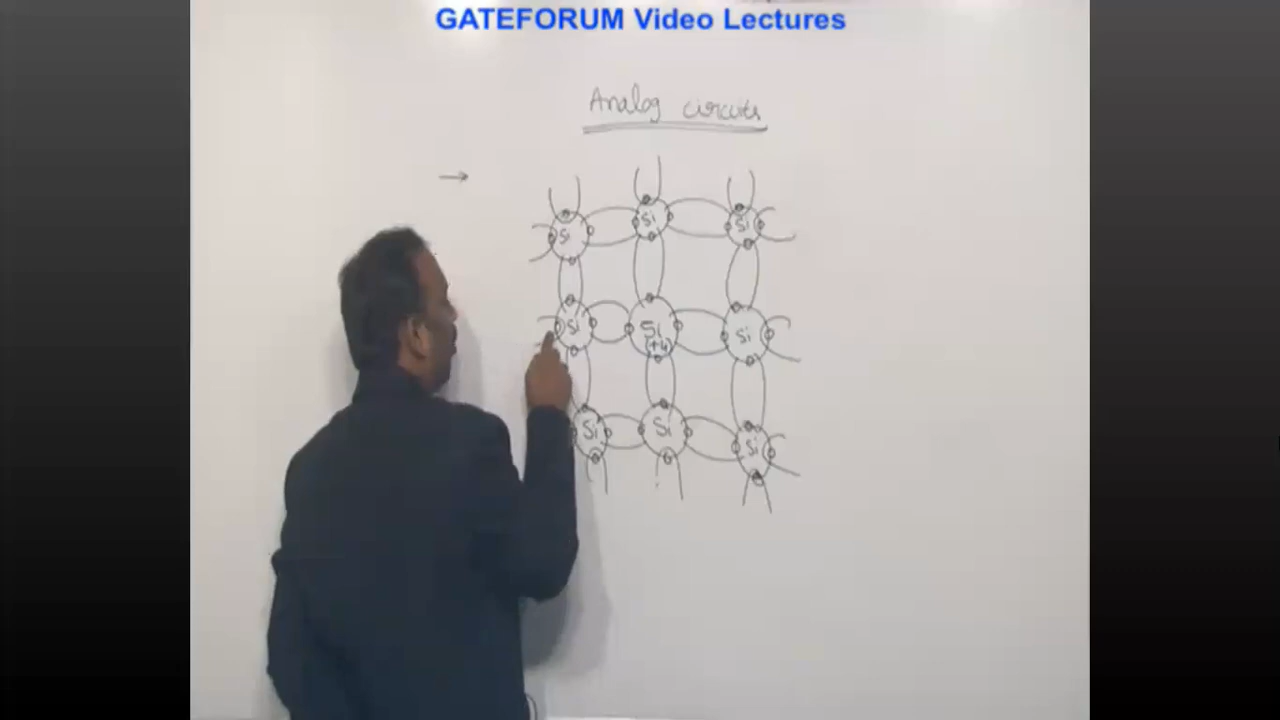 GATEFORUM Video Lectures
Analog circuits
Si Si Si
Si Si Si
(+4)
Si Si Si